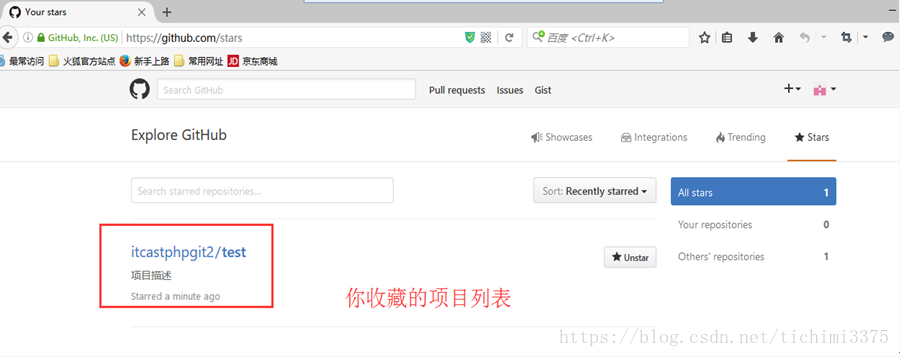 Your stars
GitHub, Inc. (US) https://github.com/stars 百度 <Ctrl+K>
最常访问 火狐官方站点 新手上路 常用网址 JD 京东商城
Search GitHub Pull requests Issues Gist
Explore GitHub Showcases Integrations Trending Stars
Search starred repositories... Sort: Recently starred All stars 1
Your repositories 0
itcastphpgit2/test Unstar Others' repositories 1
项目描述
Starred a minute ago
你收藏的项目列表
https://blog.csdn.net/tichimi3375